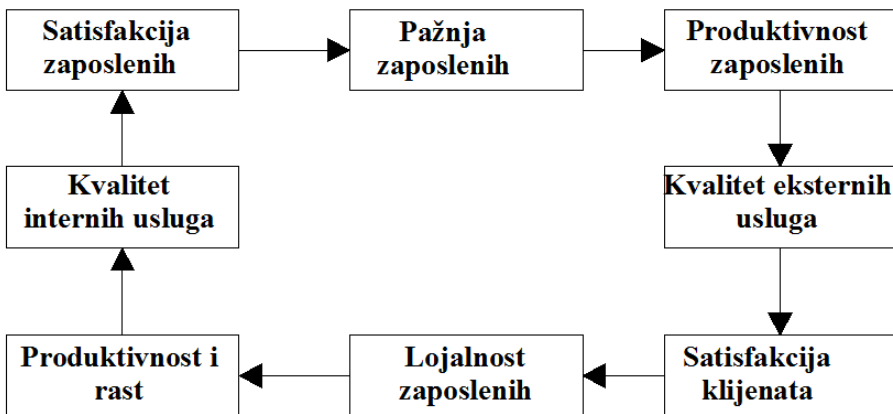 Satisfakcija
zaposlenih
Pažnja
zaposlenih
Produktivnost
zaposlenih
Kvalitet
internih usluga
Kvalitet eksternih
usluga
Produktivnost i
rast
Lojalnost
zaposlenih
Satisfakcija
klijenata